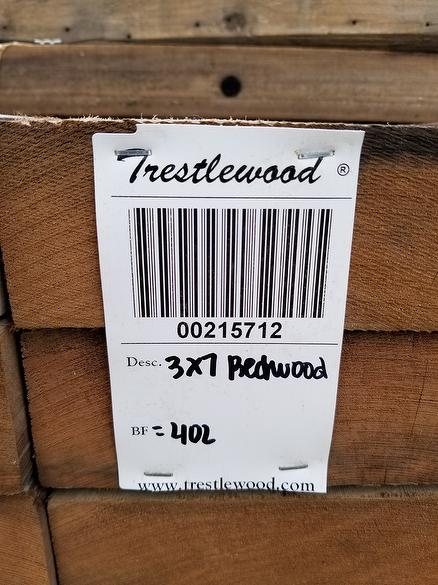 Trestlewood ®
00215712
Desc. 3x7 Redwood
BF = 402
www.trestlewood.com